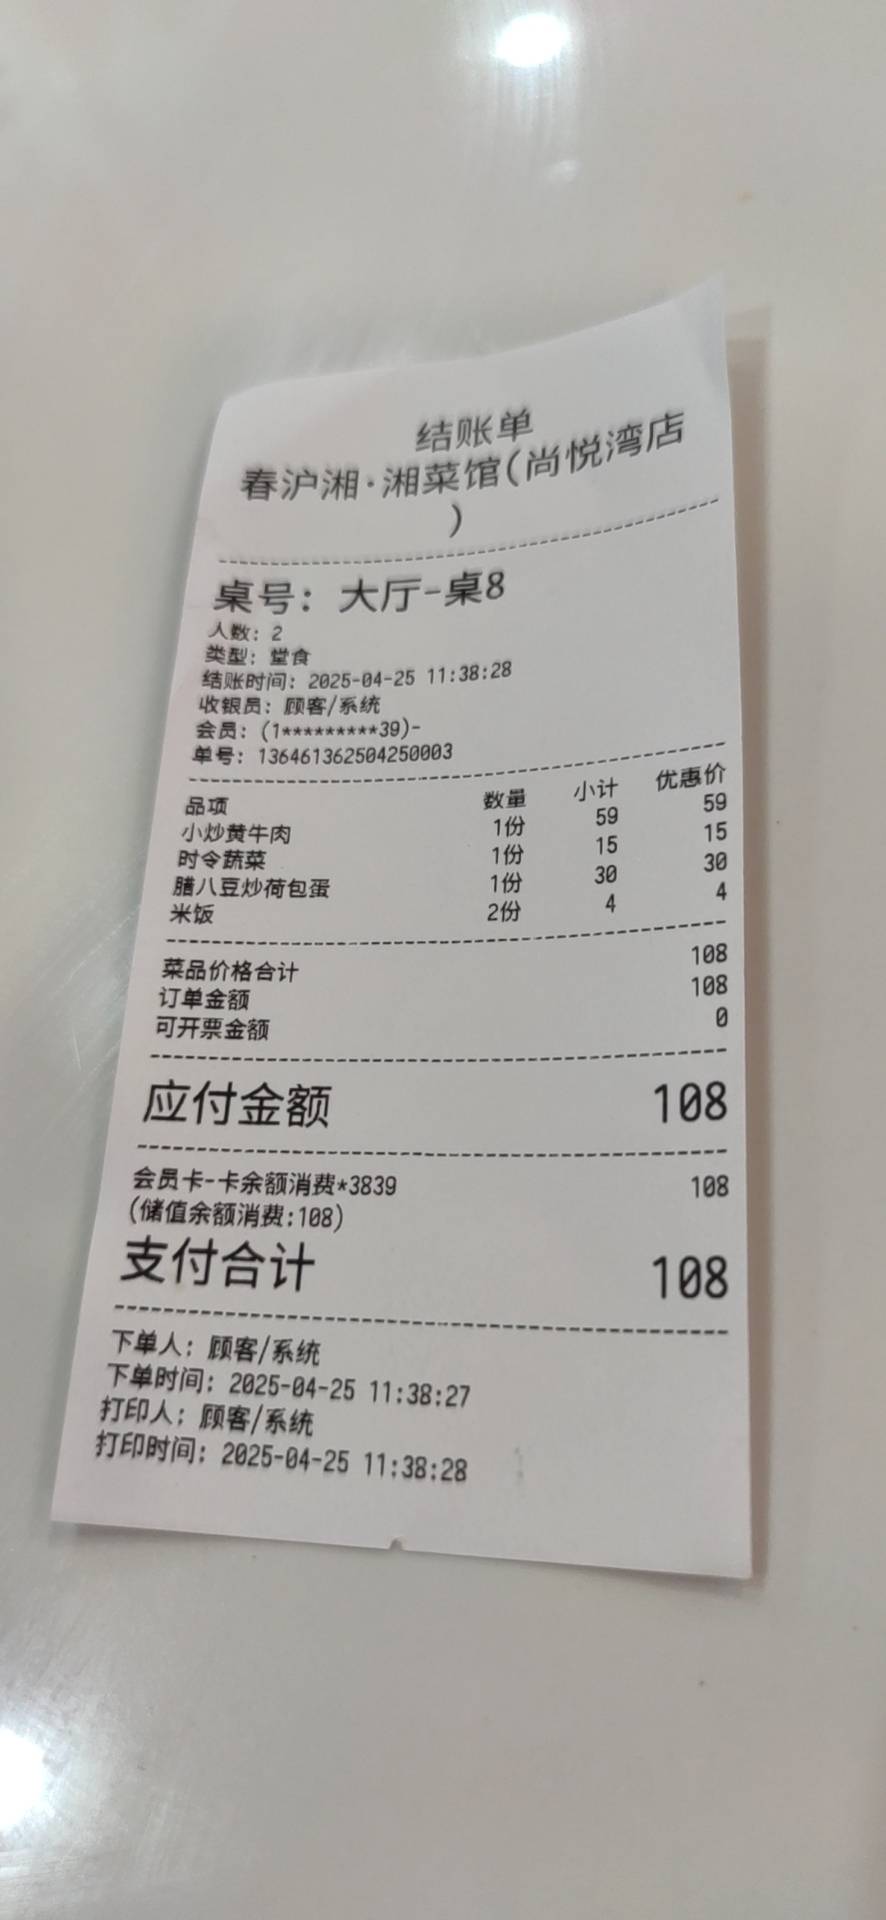 结账单
春沪湘·湘菜馆(尚悦湾店
)
桌号: 大厅-桌8
人数: 2
类型: 堂食
结账时间: 2025-04-25 11:38:28
收银员: 顾客/系统
会员: (1*********39)-
单号: 136461362504250003
品项 数量 小计 优惠价
小炒黄牛肉 1份 59 59
时令蔬菜 1份 15 15
腊八豆炒荷包蛋 1份 30 30
米饭 2份 4 4
菜品价格合计 108
订单金额 108
可开票金额 0
应付金额 108
会员卡-卡余额消费*3839 108
(储值余额消费:108)
支付合计 108
下单人: 顾客/系统
下单时间: 2025-04-25 11:38:27
打印人: 顾客/系统
打印时间: 2025-04-25 11:38:28